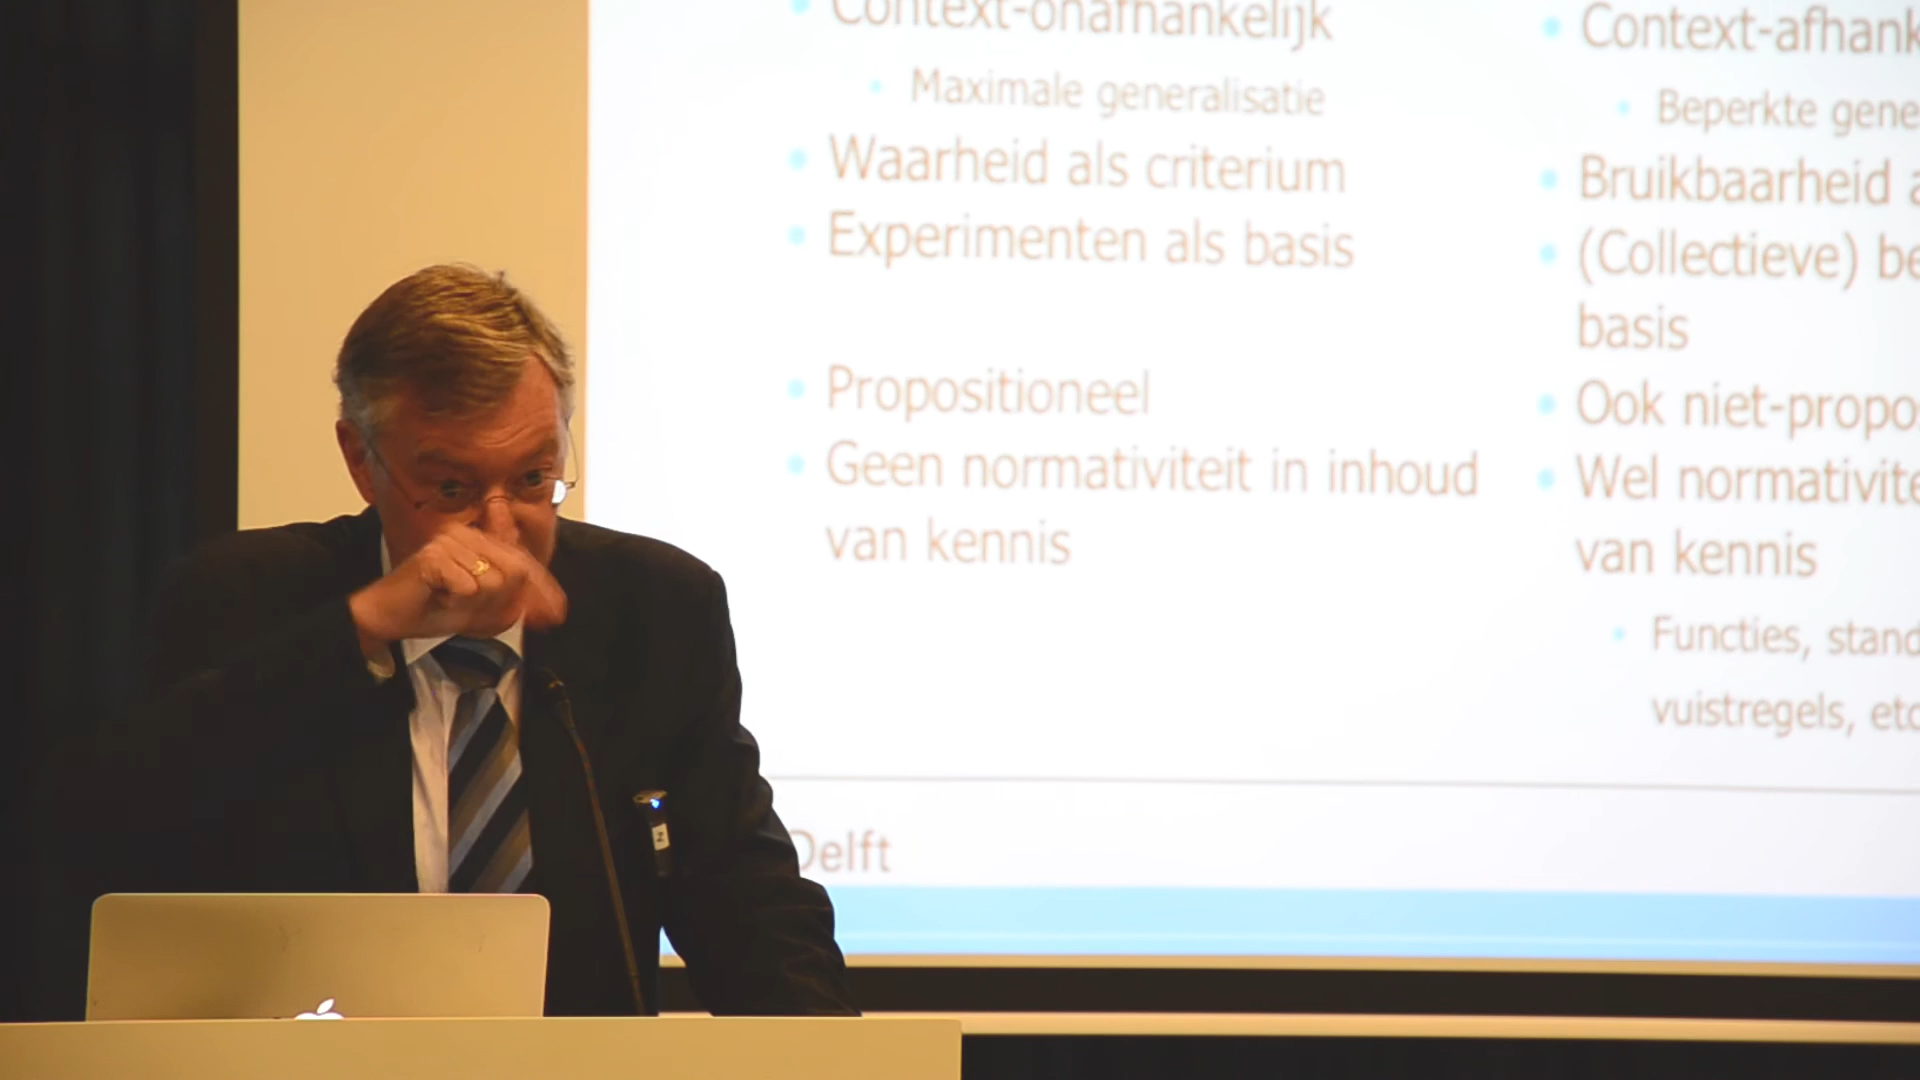 Context-onafhankelijk
Maximale generalisatie
Waarheid als criterium
Experimenten als basis
Propositioneel
Geen normativiteit in inhoud
van kennis
Context-afhank
Beperkte gene
Bruikbaarheid a
(Collectieve) be
basis
Ook niet-propo
Wel normativite
van kennis
Functies, stand
vuistregels, etc
Delft